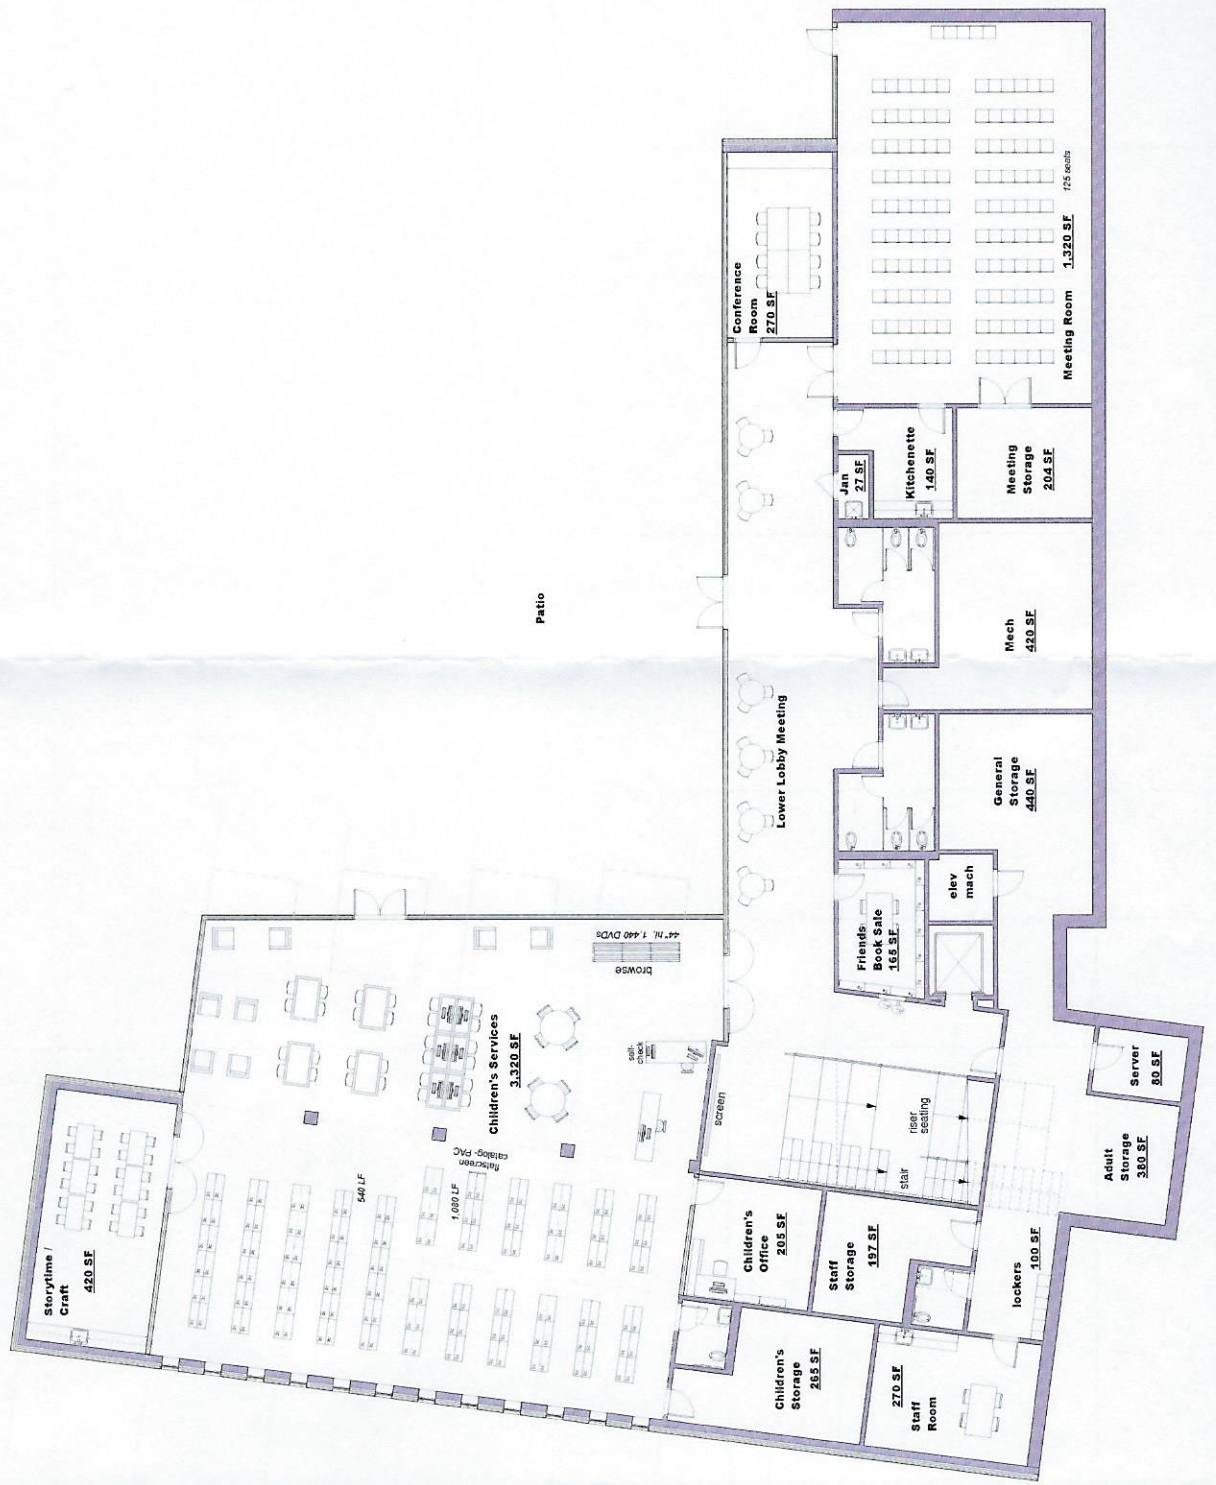 Storytime /
Craft
420 SF
540 LF
1,080 LF
flatscreen
catalog- PAC
Children's Services
3,320 SF
browse
44" ht, 1,440 DVDs
self-
check
screen
riser
seating
stair
Children's
Office
205 SF
Staff
Storage
197 SF
Children's
Storage
265 SF
270 SF
Staff
Room
lockers
100 SF
Adult
Storage
380 SF
Server
80 SF
Friends
Book Sale
165 SF
elev
mach
General
Storage
440 SF
Lower Lobby Meeting
Patio
Mech
420 SF
Jan
27 SF
Kitchenette
140 SF
Meeting
Storage
204 SF
Conference
Room
270 SF
Meeting Room 1,320 SF 125 seats